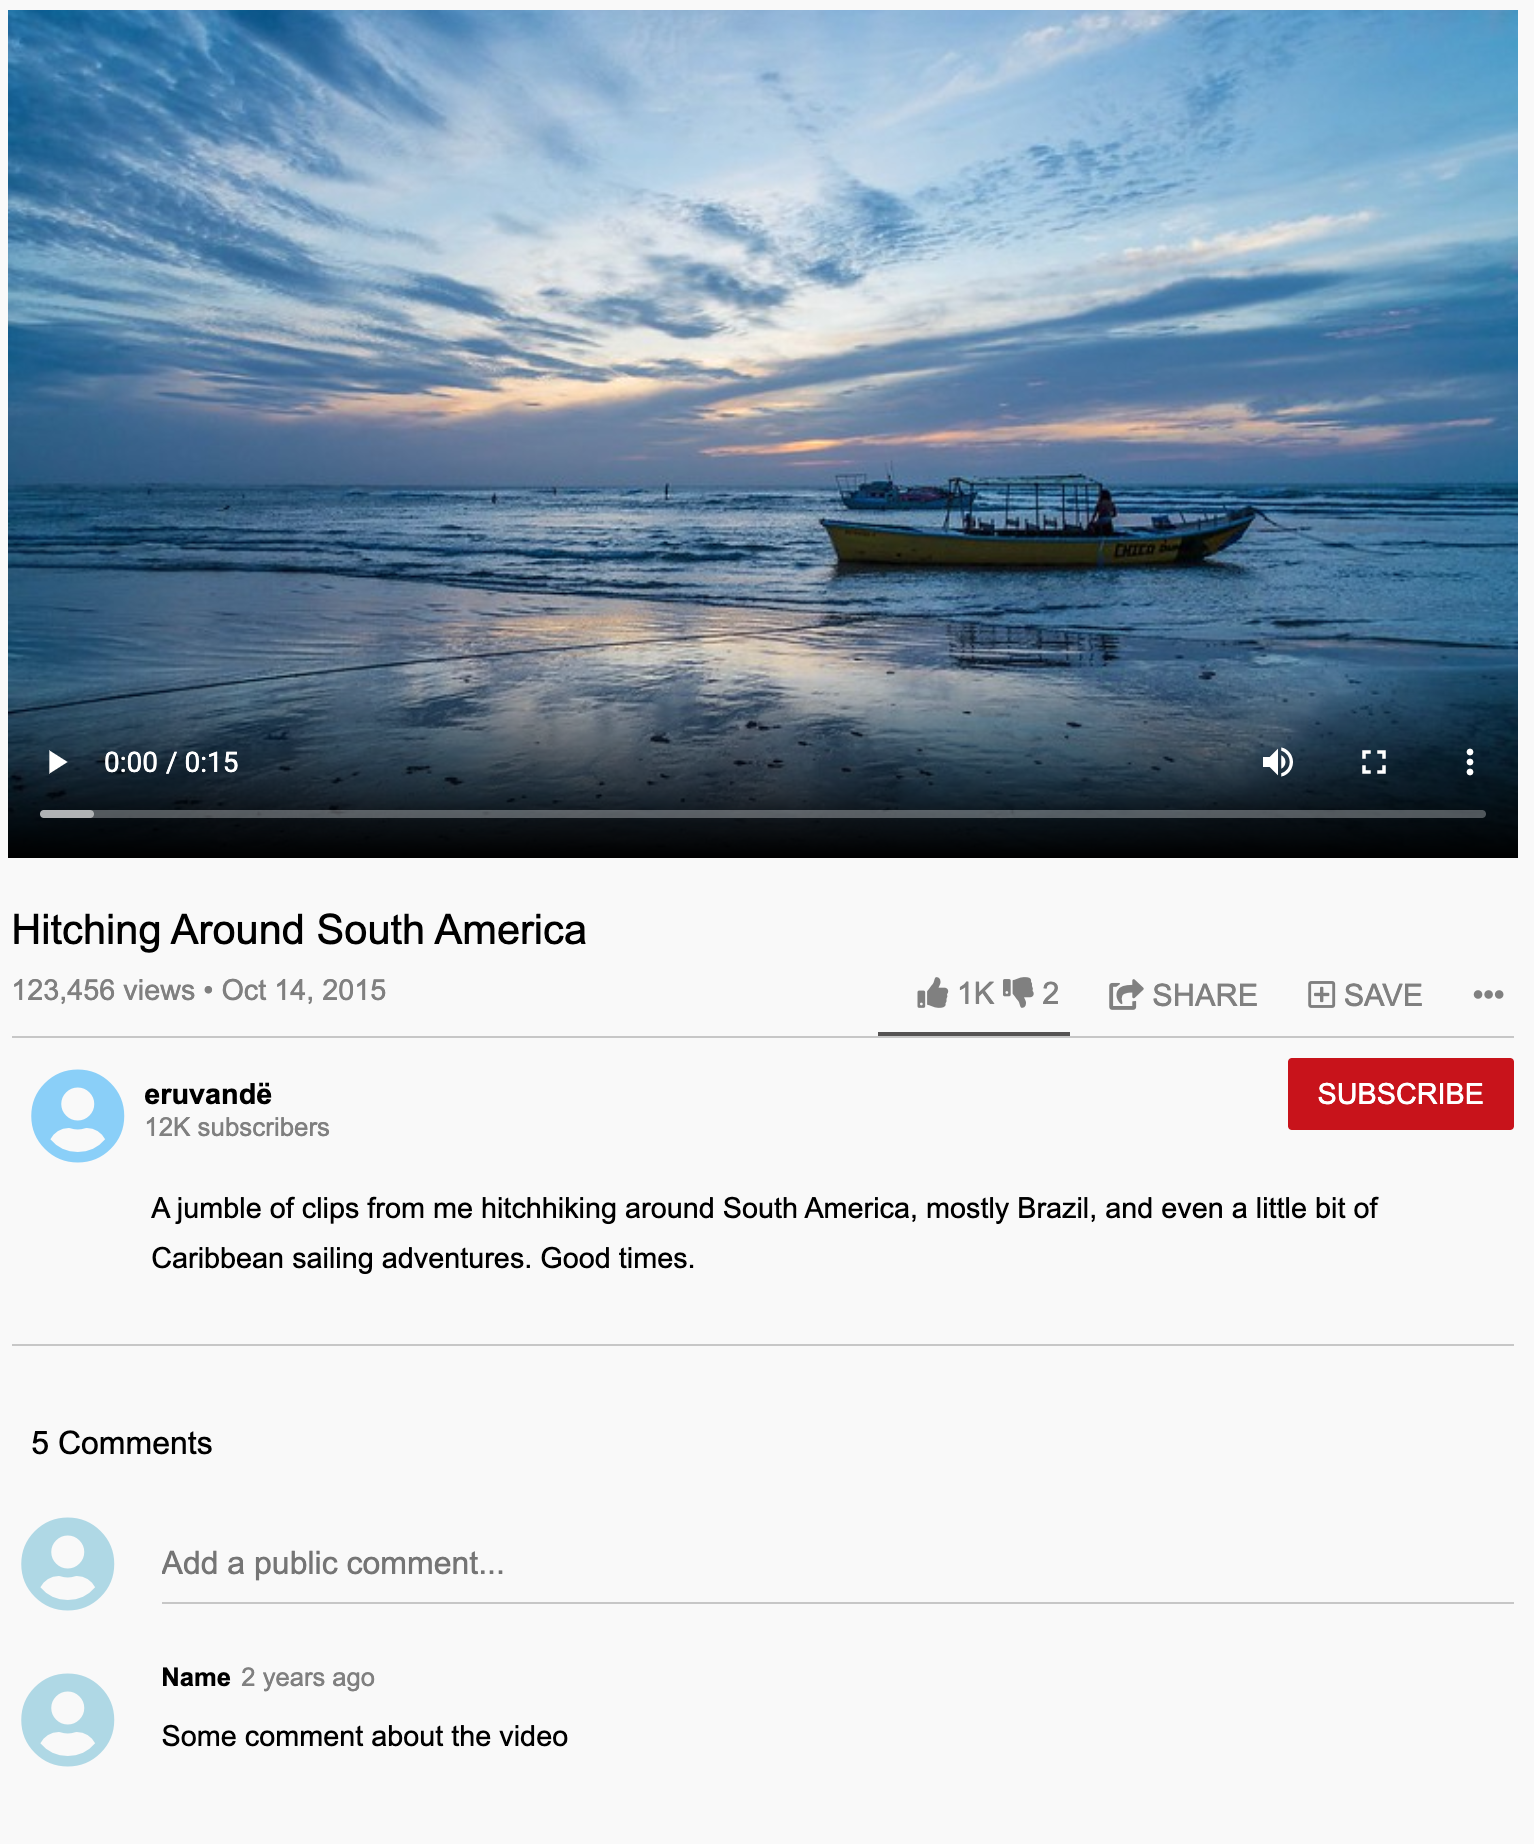 CHICO
0:00 / 0:15
Hitching Around South America
123,456 views • Oct 14, 2015
1K 2 SHARE SAVE
eruvandë
12K subscribers
SUBSCRIBE
A jumble of clips from me hitchhiking around South America, mostly Brazil, and even a little bit of
Caribbean sailing adventures. Good times.
5 Comments
Add a public comment...
Name 2 years ago
Some comment about the video